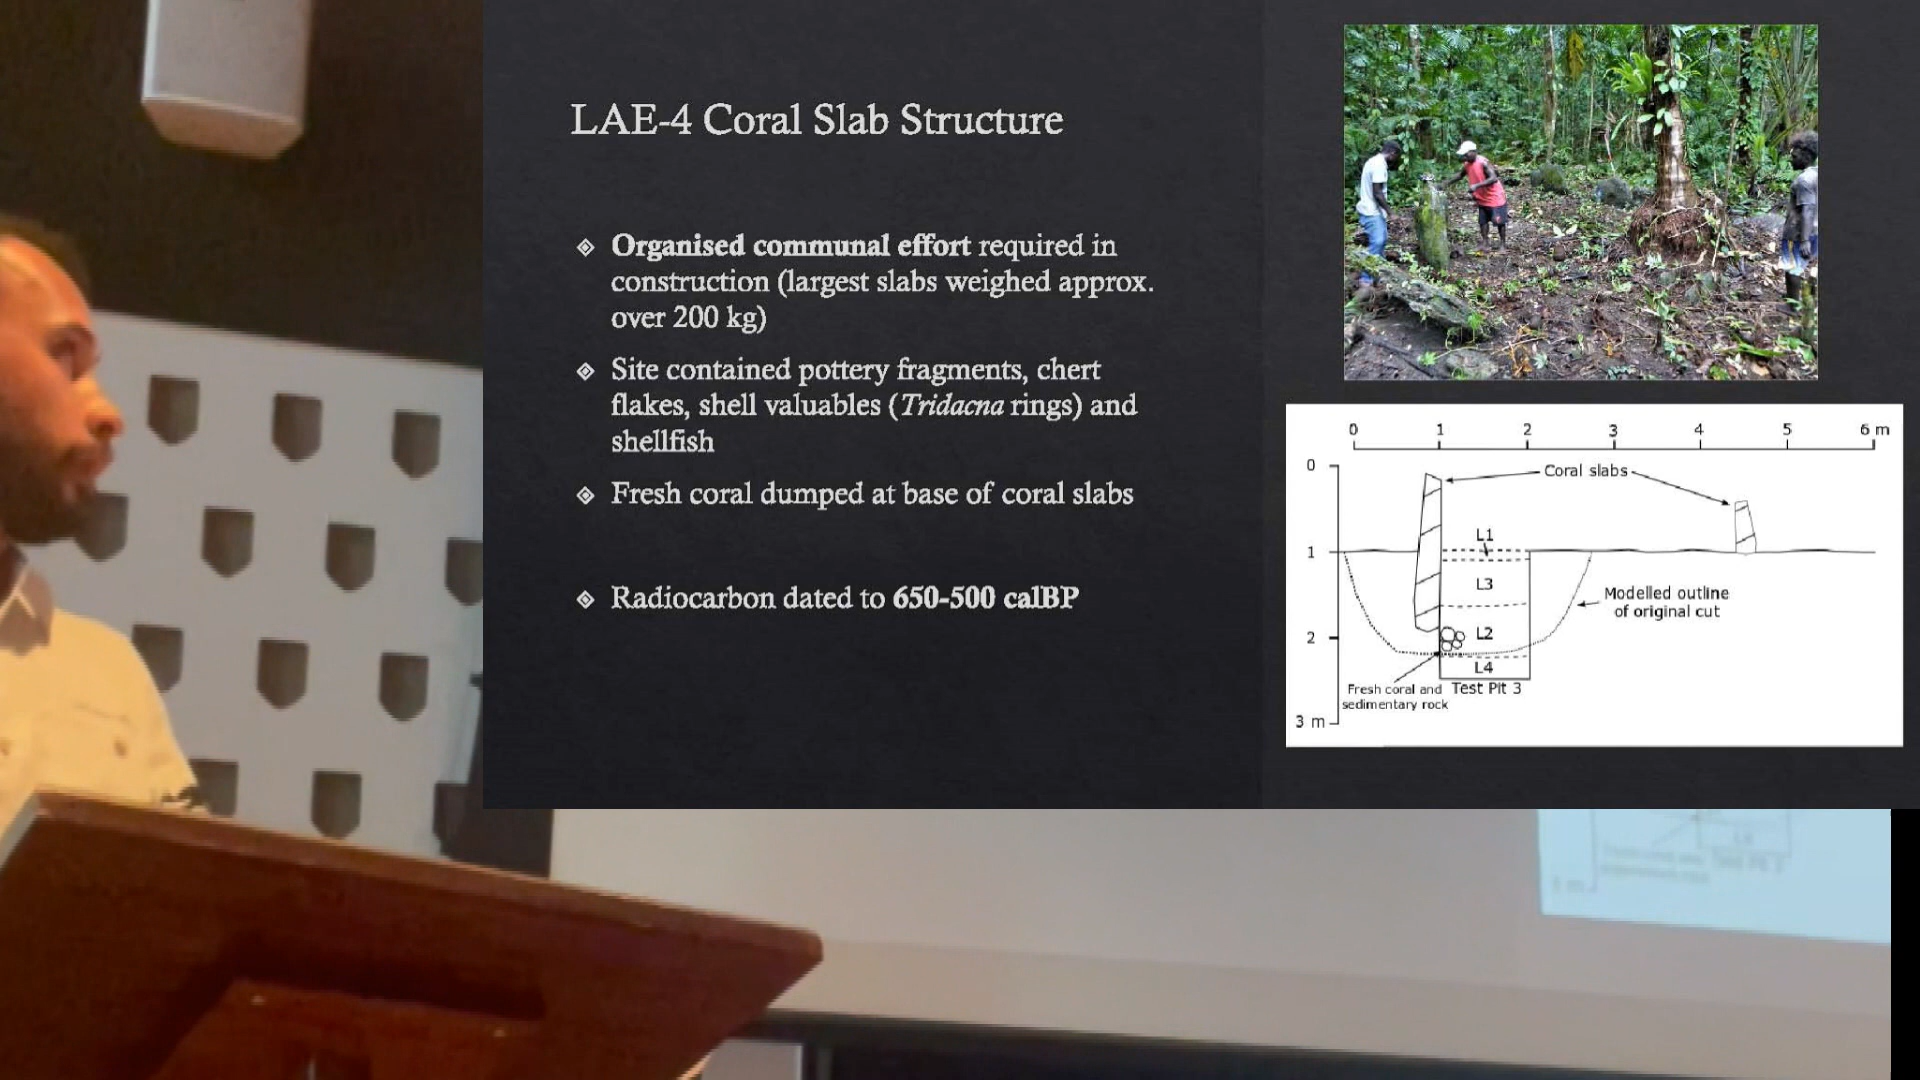 LAE-4 Coral Slab Structure
Organised communal effort required in
construction (largest slabs weighed approx.
over 200 kg)
Site contained pottery fragments, chert
flakes, shell valuables (Tridacna rings) and
shellfish
Fresh coral dumped at base of coral slabs
Radiocarbon dated to 650-500 calBP
0 1 2 3 4 5 6 m
0
Coral slabs
L1
1
L3
Modelled outline
of original cut
2
L2
L4
Fresh coral and
sedimentary rock
Test Pit 3
3 m